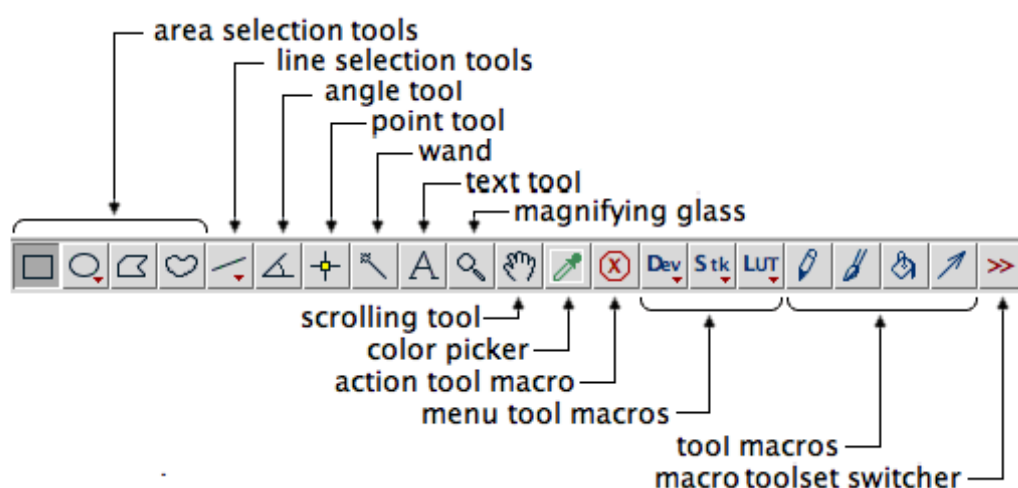 area selection tools
line selection tools
angle tool
point tool
wand
text tool
magnifying glass
A Dev Stk LUT >>
scrolling tool
color picker
action tool macro
menu tool macros
tool macros
macro toolset switcher